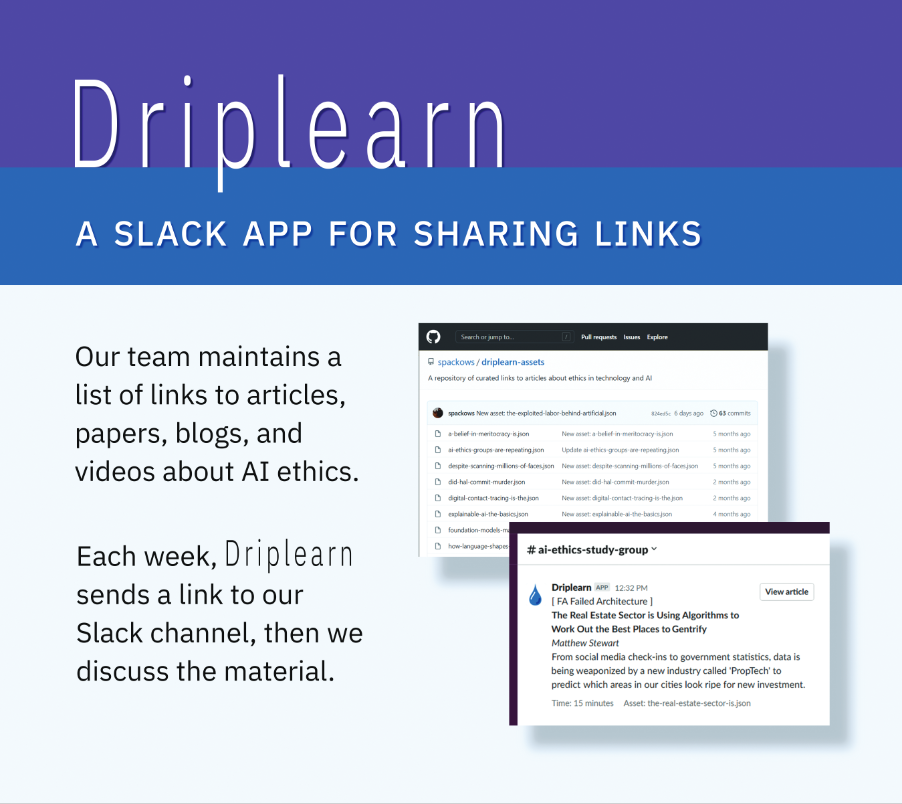 Driplearn
A SLACK APP FOR SHARING LINKS
Our team maintains a
list of links to articles,
papers, blogs, and
videos about AI ethics.
Each week, Driplearn
sends a link to our
Slack channel, then we
discuss the material.
Search or jump to... / Pull requests Issues Explore
spackows / driplearn-assets
A repository of curated links to articles about ethics in technology and AI
spackows New asset: the-exploited-labor-behind-artificial.json 6 days ago 63 commits
a-belief-in-meritocracy-is.json New asset: a-belief-in-meritocracy-is.json 5 months ago
ai-ethics-groups-are-repeating.json Update ai-ethics-groups-are-repeating.json 5 months ago
despite-scanning-millions-of-faces.json New asset: despite-scanning-millions-of-faces.json 5 months ago
did-hal-commit-murder.json New asset: did-hal-commit-murder.json 2 months ago
digital-contact-tracing-is-the.json New asset: digital-contact-tracing-is-the.json 2 months ago
explainable-ai-the-basics.json New asset: explainable-ai-the-basics.json 4 months ago
foundation-models-m
how-language-shapes-
# ai-ethics-study-group
Driplearn APP 12:32 PM
View article
[ FA Failed Architecture ]
The Real Estate Sector is Using Algorithms to
Work Out the Best Places to Gentrify
Matthew Stewart
From social media check-ins to government statistics, data is
being weaponized by a new industry called 'PropTech' to
predict which areas in our cities look ripe for new investment.
Time: 15 minutes Asset: the-real-estate-sector-is.json